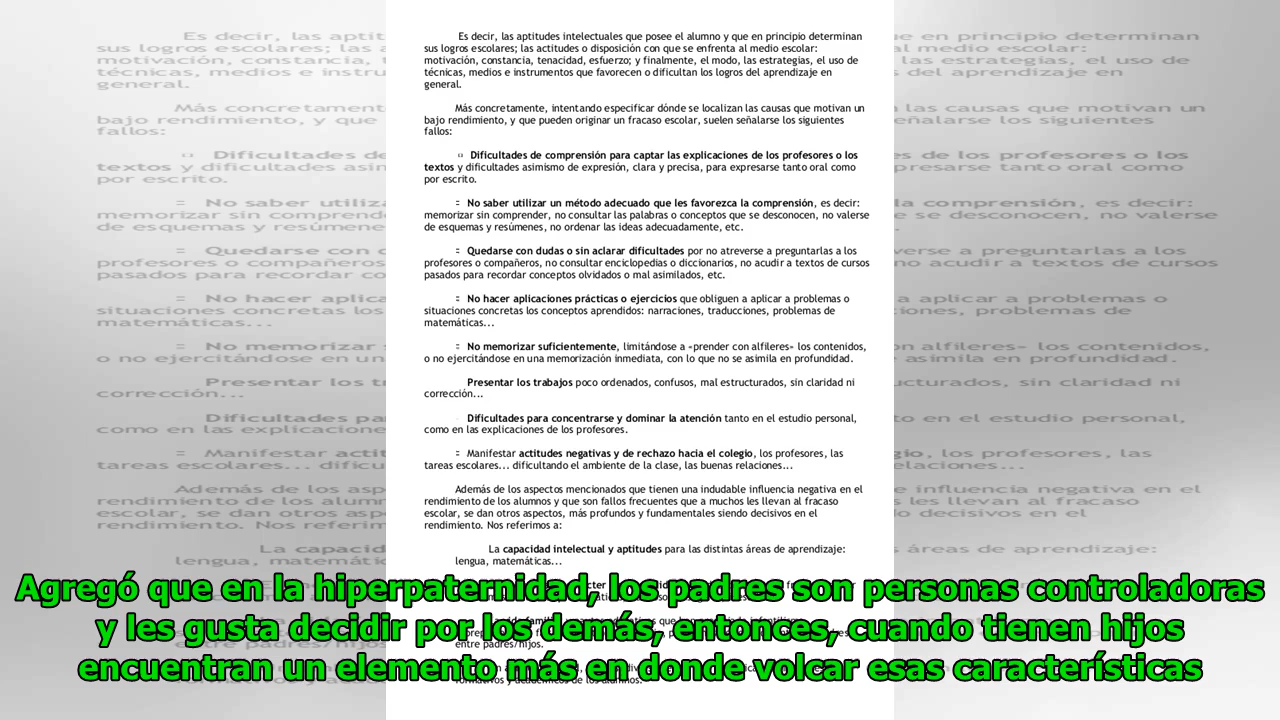 Es decir, las aptitudes intelectuales que posee el alumno y que en principio determinan
sus logros escolares; las actitudes o disposición con que se enfrenta al medio escolar:
motivación, constancia, tenacidad, esfuerzo; y finalmente, el modo, las estrategias, el uso de
técnicas, medios e instrumentos que favorecen o dificultan los logros del aprendizaje en
general.
Más concretamente, intentando especificar dónde se localizan las causas que motivan un
bajo rendimiento, y que pueden originar un fracaso escolar, suelen señalarse los siguientes
fallos:
Dificultades de comprensión para captar las explicaciones de los profesores o los
textos y dificultades asimismo de expresión, clara y precisa, para expresarse tanto oral como
por escrito.
No saber utilizar un método adecuado que les favorezca la comprensión, es decir:
memorizar sin comprender, no consultar las palabras o conceptos que se desconocen, no valerse
de esquemas y resúmenes, no ordenar las ideas adecuadamente, etc.
Quedarse con dudas o sin aclarar dificultades por no atreverse a preguntarlas a los
profesores o compañeros, no consultar enciclopedias o diccionarios, no acudir a textos de cursos
pasados para recordar conceptos olvidados o mal asimilados, etc.
No hacer aplicaciones prácticas o ejercicios que obliguen a aplicar a problemas o
situaciones concretas los conceptos aprendidos: narraciones, traducciones, problemas de
matemáticas...
No memorizar suficientemente, limitándose a «prender con alfileres» los contenidos,
o no ejercitándose en una memorización inmediata, con lo que no se asimila en profundidad.
Presentar los trabajos poco ordenados, confusos, mal estructurados, sin claridad ni
corrección...
Dificultades para concentrarse y dominar la atención tanto en el estudio personal,
como en las explicaciones de los profesores.
Manifestar actitudes negativas y de rechazo hacia el colegio, los profesores, las
tareas escolares... dificultando el ambiente de la clase, las buenas relaciones...
Además de los aspectos mencionados que tienen una indudable influencia negativa en el
rendimiento de los alumnos y que son fallos frecuentes que a muchos les llevan al fracaso
escolar, se dan otros aspectos, más profundos y fundamentales siendo decisivos en el
rendimiento. Nos referimos a:
La capacidad intelectual y aptitudes para las distintas áreas de aprendizaje:
lengua, matemáticas...
Agregó que en la hiperpaternidad, los padres son personas controladoras
y les gusta decidir por los demás, entonces, cuando tienen hijos
entre padres/hijos.
encuentran un elemento más en donde volcar esas características